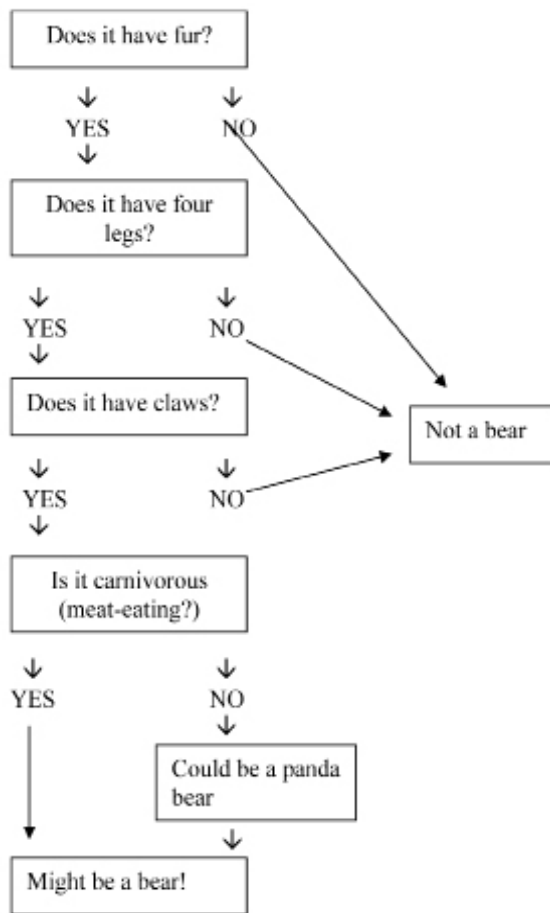 Does it have fur?
YES NO
Does it have four
legs?
YES NO
Does it have claws?
Not a bear
YES NO
Is it carnivorous
(meat-eating?)
YES NO
Could be a panda
bear
Might be a bear!